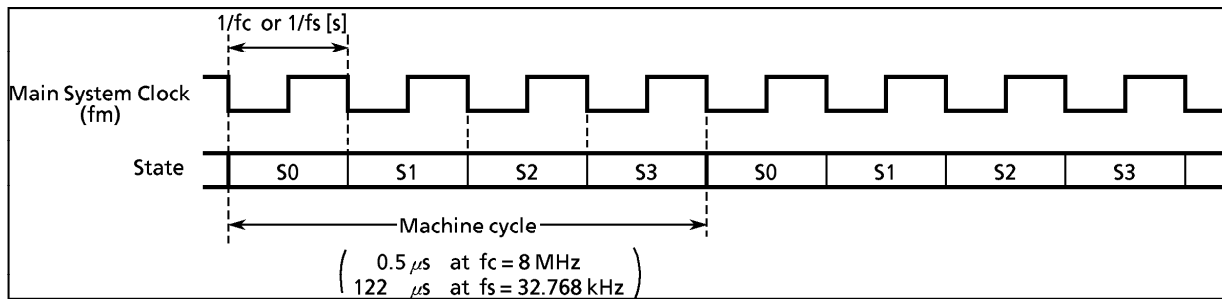 1/fc or 1/fs [s]
Main System Clock
(fm)
State S0 S1 S2 S3 S0 S1 S2 S3
Machine cycle
0.5 μs at fc = 8 MHz
122 μs at fs = 32.768 kHz